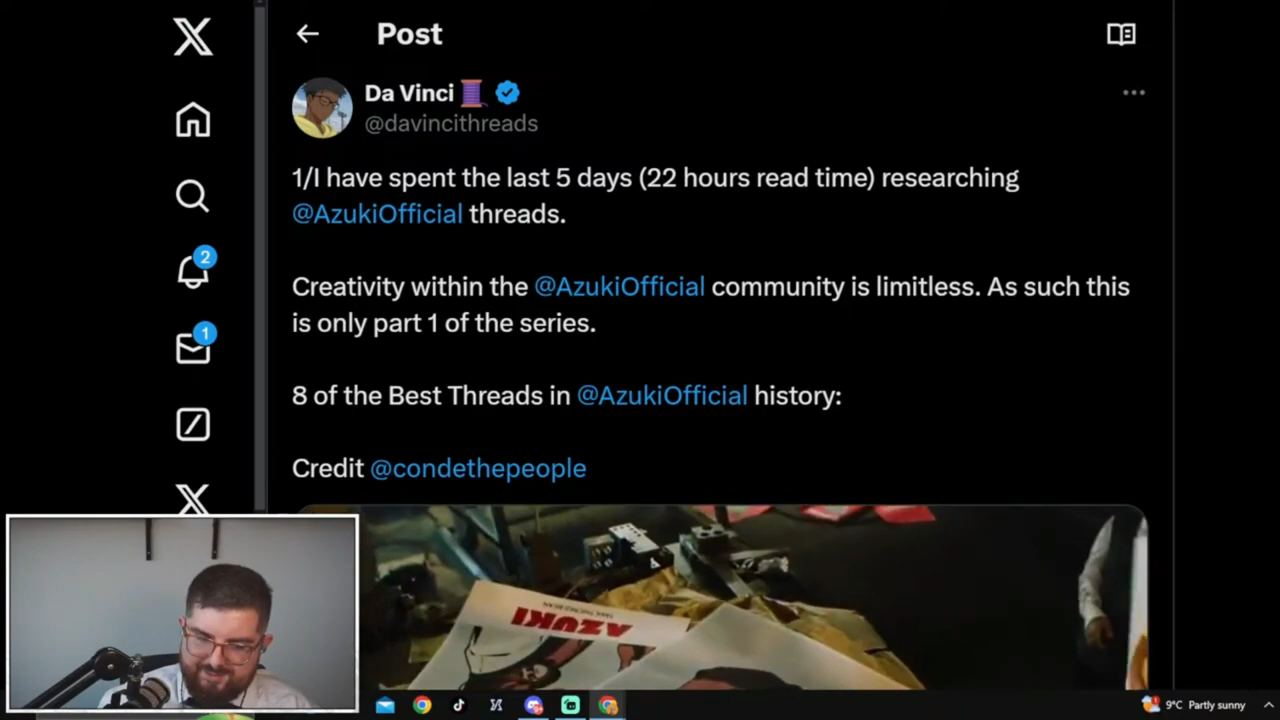 Post
Da Vinci
@davincithreads
1/I have spent the last 5 days (22 hours read time) researching
@AzukiOfficial threads.
Creativity within the @AzukiOfficial community is limitless. As such this
is only part 1 of the series.
8 of the Best Threads in @AzukiOfficial history:
Credit @condethepeople
2
1
AZUKI
9°C Partly sunny